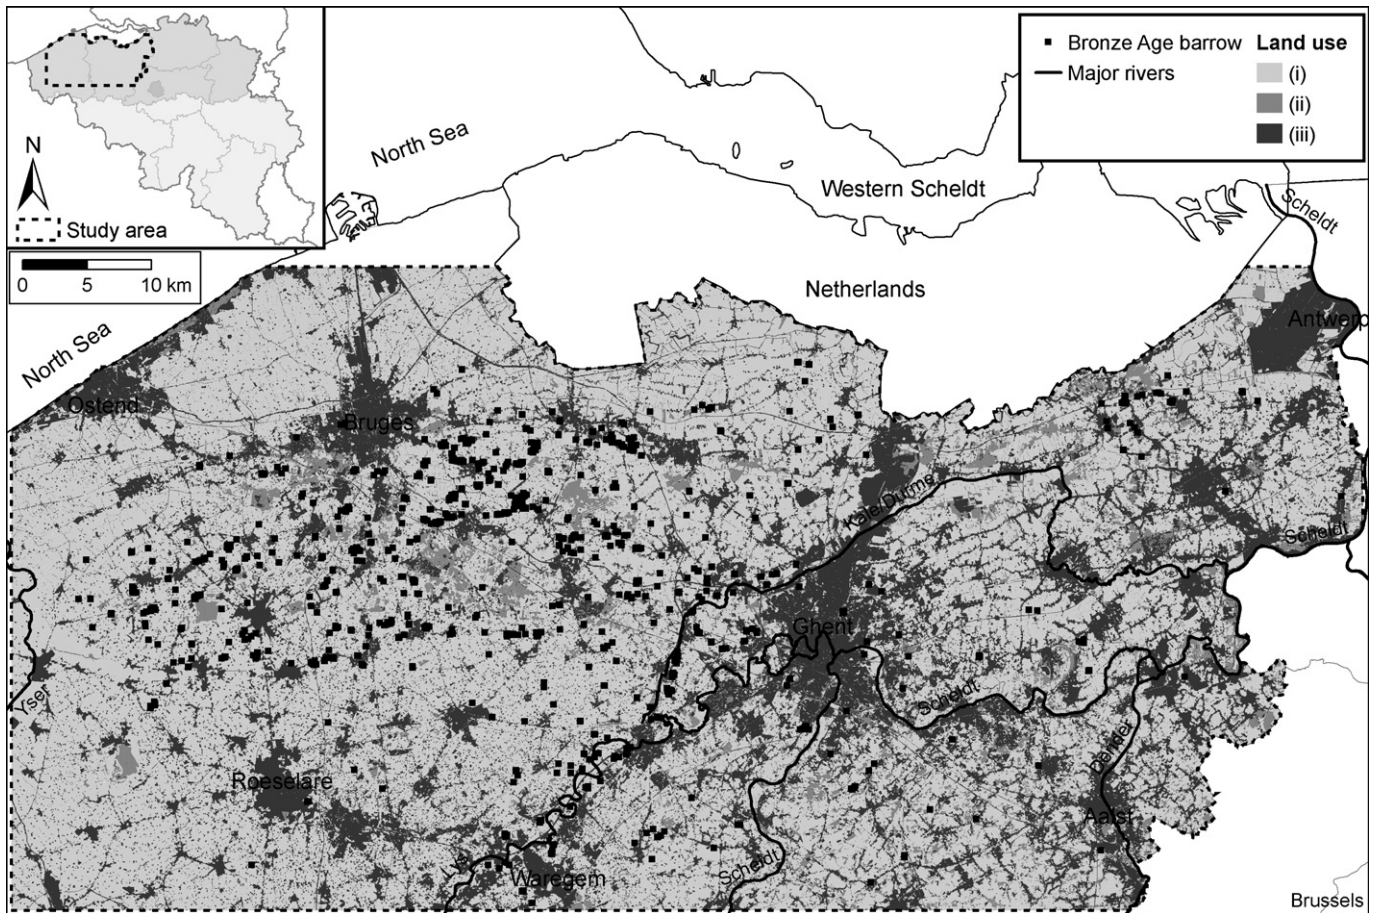 N
Study area
0 5 10 km
North Sea
North Sea
Western Scheldt
Netherlands
Bronze Age barrow
Major rivers
Land use
(i)
(ii)
(iii)
Scheldt
Antwerp
Ostend
Bruges
Kale/Durme
Scheldt
Ghent
Scheldt
Yser
Dender
Roeselare
Aalst
Lys
Waregem
Scheldt
Brussels